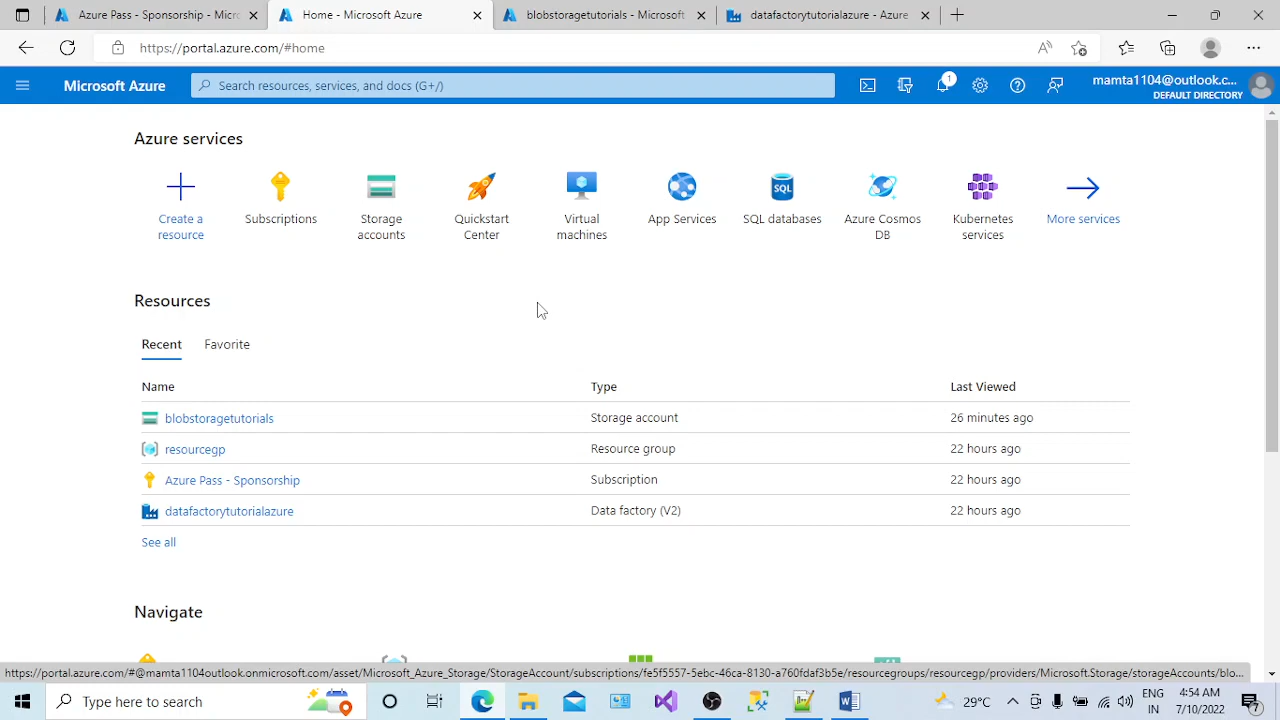 Azure Pass - Sponsorship - Micro
Home - Microsoft Azure
blobstoragetutorials - Microsoft
datafactorytutorialazure - Azure
https://portal.azure.com/#home
Microsoft Azure
Search resources, services, and docs (G+/)
1
mamta1104@outlook.c...
DEFAULT DIRECTORY
Azure services
Create a resource
Subscriptions
Storage accounts
Quickstart Center
Virtual machines
App Services
SQL
SQL databases
Azure Cosmos DB
Kubernetes services
More services
Resources
Recent
Favorite
Name
Type
Last Viewed
blobstoragetutorials
Storage account
26 minutes ago
resourcegp
Resource group
22 hours ago
Azure Pass - Sponsorship
Subscription
22 hours ago
datafactorytutorialazure
Data factory (V2)
22 hours ago
See all
Navigate
https://portal.azure.com/#@mamta1104outlook.onmicrosoft.com/asset/Microsoft_Azure_Storage/StorageAccount/subscriptions/fe5f5557-5ebc-46ca-8130-a760fdaf3b5e/resourcegroups/resourcegp/providers/Microsoft.Storage/storageAccounts/blo...
Type here to search
29°C
ENG
IN
4:54 AM
7/10/2022
7